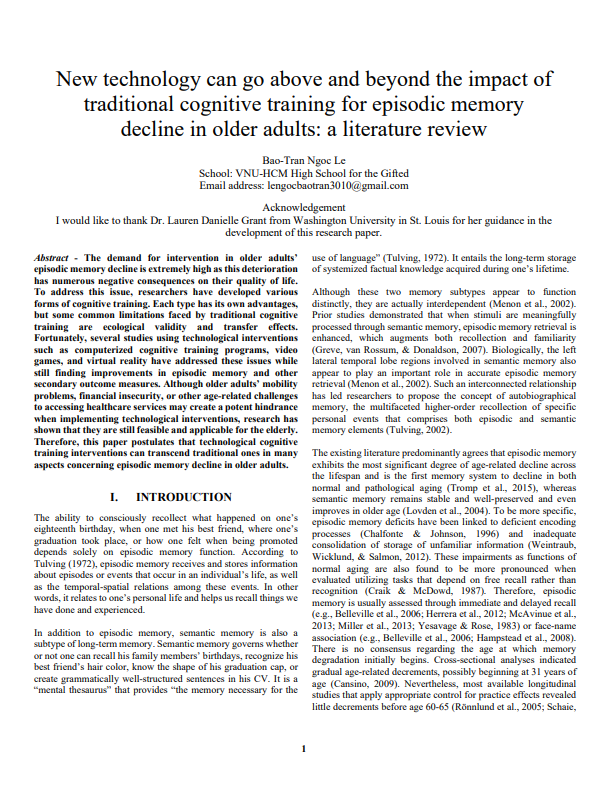 New technology can go above and beyond the impact of
traditional cognitive training for episodic memory
decline in older adults: a literature review
Bao-Tran Ngoc Le
School: VNU-HCM High School for the Gifted
Email address: lengocbaotran3010@gmail.com
Acknowledgement
I would like to thank Dr. Lauren Danielle Grant from Washington University in St. Louis for her guidance in the
development of this research paper.
Abstract - The demand for intervention in older adults'
episodic memory decline is extremely high as this deterioration
has numerous negative consequences on their quality of life.
To address this issue, researchers have developed various
forms of cognitive training. Each type has its own advantages,
but some common limitations faced by traditional cognitive
training are ecological validity and transfer effects.
Fortunately, several studies using technological interventions
such as computerized cognitive training programs, video
games, and virtual reality have addressed these issues while
still finding improvements in episodic memory and other
secondary outcome measures. Although older adults' mobility
problems, financial insecurity, or other age-related challenges
to accessing healthcare services may create a potent hindrance
when implementing technological interventions, research has
shown that they are still feasible and applicable for the elderly.
Therefore, this paper postulates that technological cognitive
training interventions can transcend traditional ones in many
aspects concerning episodic memory decline in older adults.
I. INTRODUCTION
The ability to consciously recollect what happened on one's
eighteenth birthday, when one met his best friend, where one's
graduation took place, or how one felt when being promoted
depends solely on episodic memory function. According to
Tulving (1972), episodic memory receives and stores information
about episodes or events that occur in an individual's life, as well
as the temporal-spatial relations among these events. In other
words, it relates to one's personal life and helps us recall things we
have done and experienced.
In addition to episodic memory, semantic memory is also a
subtype of long-term memory. Semantic memory governs whether
or not one can recall his family members' birthdays, recognize his
best friend's hair color, know the shape of his graduation cap, or
create grammatically well-structured sentences in his CV. It is a
"mental thesaurus" that provides "the memory necessary for the
use of language" (Tulving, 1972). It entails the long-term storage
of systemized factual knowledge acquired during one's lifetime.
Although these two memory subtypes appear to function
distinctly, they are actually interdependent (Menon et al., 2002).
Prior studies demonstrated that when stimuli are meaningfully
processed through semantic memory, episodic memory retrieval is
enhanced, which augments both recollection and familiarity
(Greve, van Rossum, & Donaldson, 2007). Biologically, the left
lateral temporal lobe regions involved in semantic memory also
appear to play an important role in accurate episodic memory
retrieval (Menon et al., 2002). Such an interconnected relationship
has led researchers to propose the concept of autobiographical
memory, the multifaceted higher-order recollection of specific
personal events that comprises both episodic and semantic
memory elements (Tulving, 2002).
The existing literature predominantly agrees that episodic memory
exhibits the most significant degree of age-related decline across
the lifespan and is the first memory system to decline in both
normal and pathological aging (Tromp et al., 2015), whereas
semantic memory remains stable and well-preserved and even
improves in older age (Lovden et al., 2004). To be more specific,
episodic memory deficits have been linked to deficient encoding
processes (Chalfonte & Johnson, 1996) and inadequate
consolidation of storage of unfamiliar information (Weintraub,
Wicklund, & Salmon, 2012). These impairments as functions of
normal aging are also found to be more pronounced when
evaluated utilizing tasks that depend on free recall rather than
recognition (Craik & McDowd, 1987). Therefore, episodic
memory is usually assessed through immediate and delayed recall
(e.g., Belleville et al., 2006; Herrera et al., 2012; McAvinue et al.,
2013; Miller et al., 2013; Yesavage & Rose, 1983) or face-name
association (e.g., Belleville et al., 2006; Hampstead et al., 2008).
There is no consensus regarding the age at which memory
degradation initially begins. Cross-sectional analyses indicated
gradual age-related decrements, possibly beginning at 31 years of
age (Cansino, 2009). Nevertheless, most available longitudinal
studies that apply appropriate control for practice effects revealed
little decrements before age 60-65 (Rönnlund et al., 2005; Schaie,
1